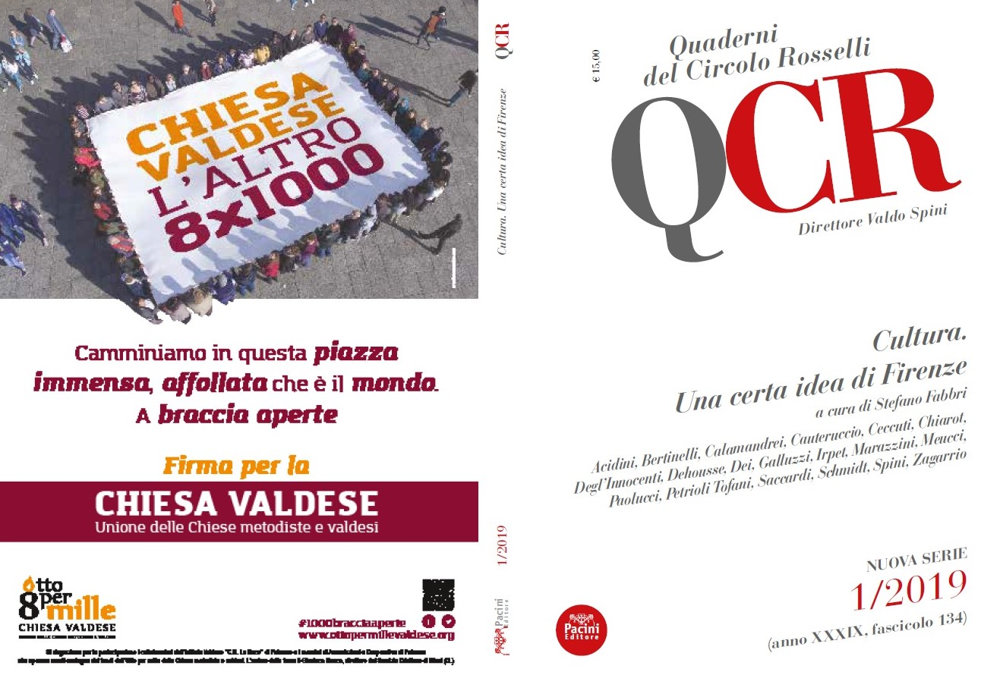 CHIESA
VALDESE
L'ALTRO
8x1000
Camminiamo in questa piazza
immensa, affollata che è il mondo.
A braccia aperte
Firma per la
CHIESA VALDESE
Unione delle Chiese metodiste e valdesi
otto
8 per
mille
CHIESA VALDESE
#1000bracciaaperte
www.ottopermillevaldese.org
QCR
Cultura. Una certa idea di Firenze
1/2019
Pacini
Editore
€ 15,00
Quaderni
del Circolo Rosselli
QCR
Direttore Valdo Spini
Cultura.
Una certa idea di Firenze
a cura di Stefano Fabbri
Acidini, Bertinelli, Calamandrei, Cauteruccio, Ceccuti, Chiarot,
Degl'Innocenti, Dehousse, Dei, Galluzzi, Irpet, Marazzini, Meucci,
Paolucci, Petrioli Tofani, Saccardi, Schmidt, Spini, Zagarrio
NUOVA SERIE
1/2019
(anno XXXIX, fascicolo 134)
Pacini
Editore